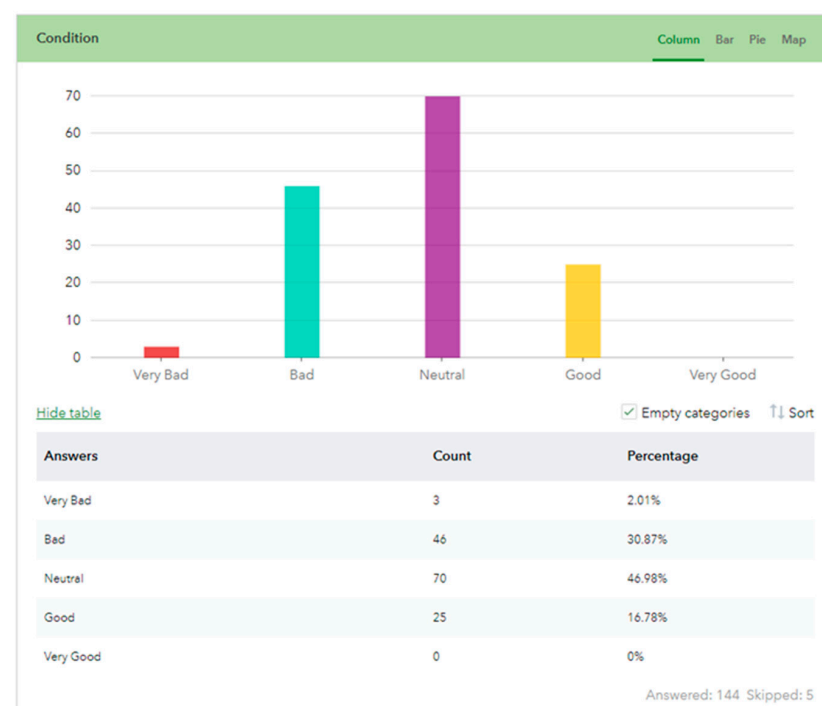 Condition Column Bar Pie Map
70
60
50
40
30
20
10
0
Very Bad Bad Neutral Good Very Good
Hide table Empty categories Sort
Answers Count Percentage
Very Bad 3 2.01%
Bad 46 30.87%
Neutral 70 46.98%
Good 25 16.78%
Very Good 0 0%
Answered: 144 Skipped: 5